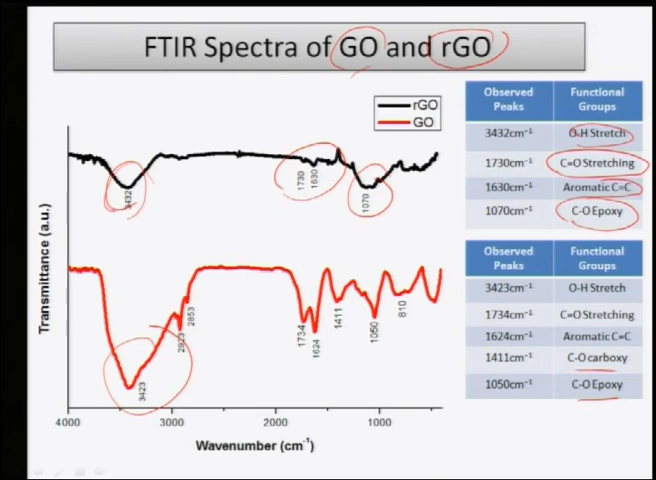 FTIR Spectra of GO and rGO
rGO
GO
3432
1730
1630
1070
3423
2923
2853
1734
1624
1411
1050
810
Transmittance (a.u.)
4000 3000 2000 1000
Wavenumber (cm⁻¹)
Observed Peaks Functional Groups
3432cm⁻¹ O-H Stretch
1730cm⁻¹ C=O Stretching
1630cm⁻¹ Aromatic C=C
1070cm⁻¹ C-O Epoxy
Observed Peaks Functional Groups
3423cm⁻¹ O-H Stretch
1734cm⁻¹ C=O Stretching
1624cm⁻¹ Aromatic C=C
1411cm⁻¹ C-O carboxy
1050cm⁻¹ C-O Epoxy